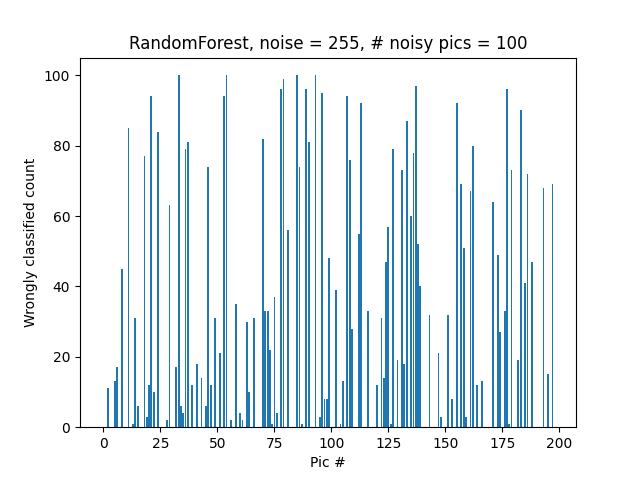 RandomForest, noise = 255, # noisy pics = 100
100
80
60
40
20
0
Wrongly classified count
0 25 50 75 100 125 150 175 200
Pic #